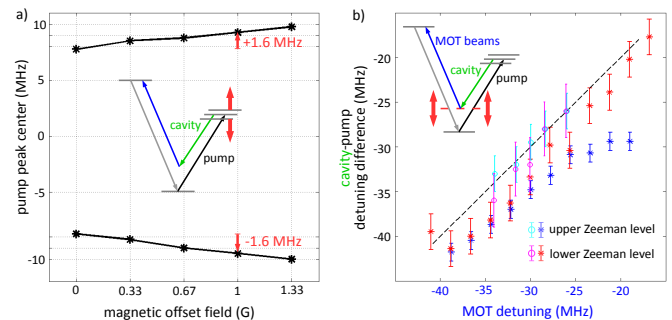 a)
pump peak center (MHz)
10
5
0
-5
-10
+1.6 MHz
-1.6 MHz
cavity
pump
0
0.33
0.67
1
1.33
magnetic offset field (G)
b)
cavity-pump
detuning difference (MHz)
-15
-20
-25
-30
-35
-40
MOT beams
cavity
pump
upper Zeeman level
lower Zeeman level
-40
-35
-30
-25
-20
MOT detuning (MHz)